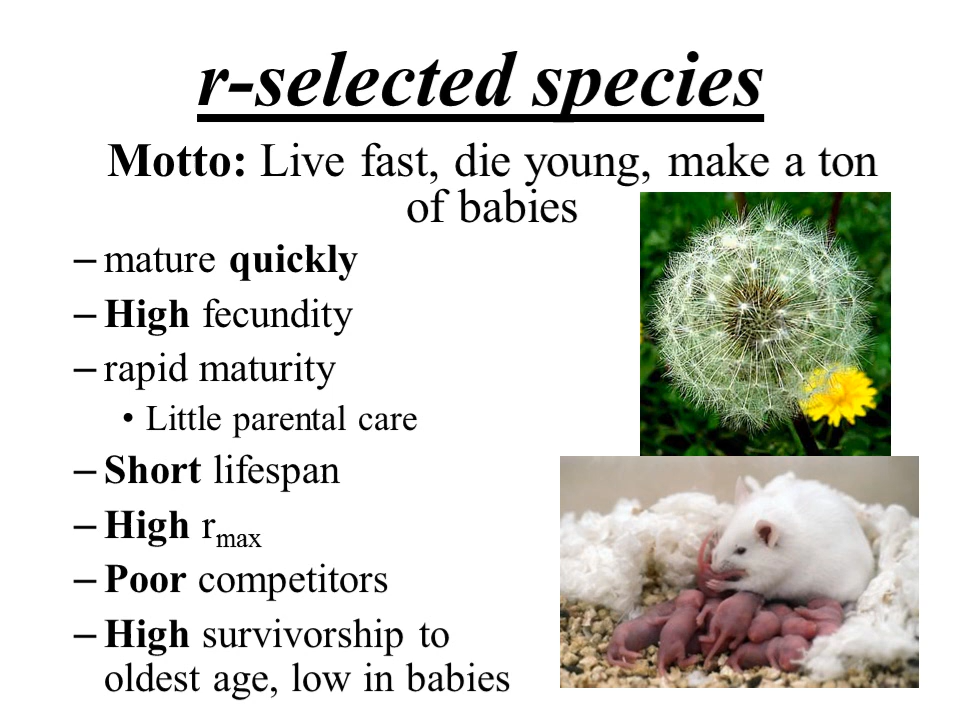 r-selected species
Motto: Live fast, die young, make a ton
of babies
– mature quickly
– High fecundity
– rapid maturity
• Little parental care
– Short lifespan
– High rmax
– Poor competitors
– High survivorship to
oldest age, low in babies